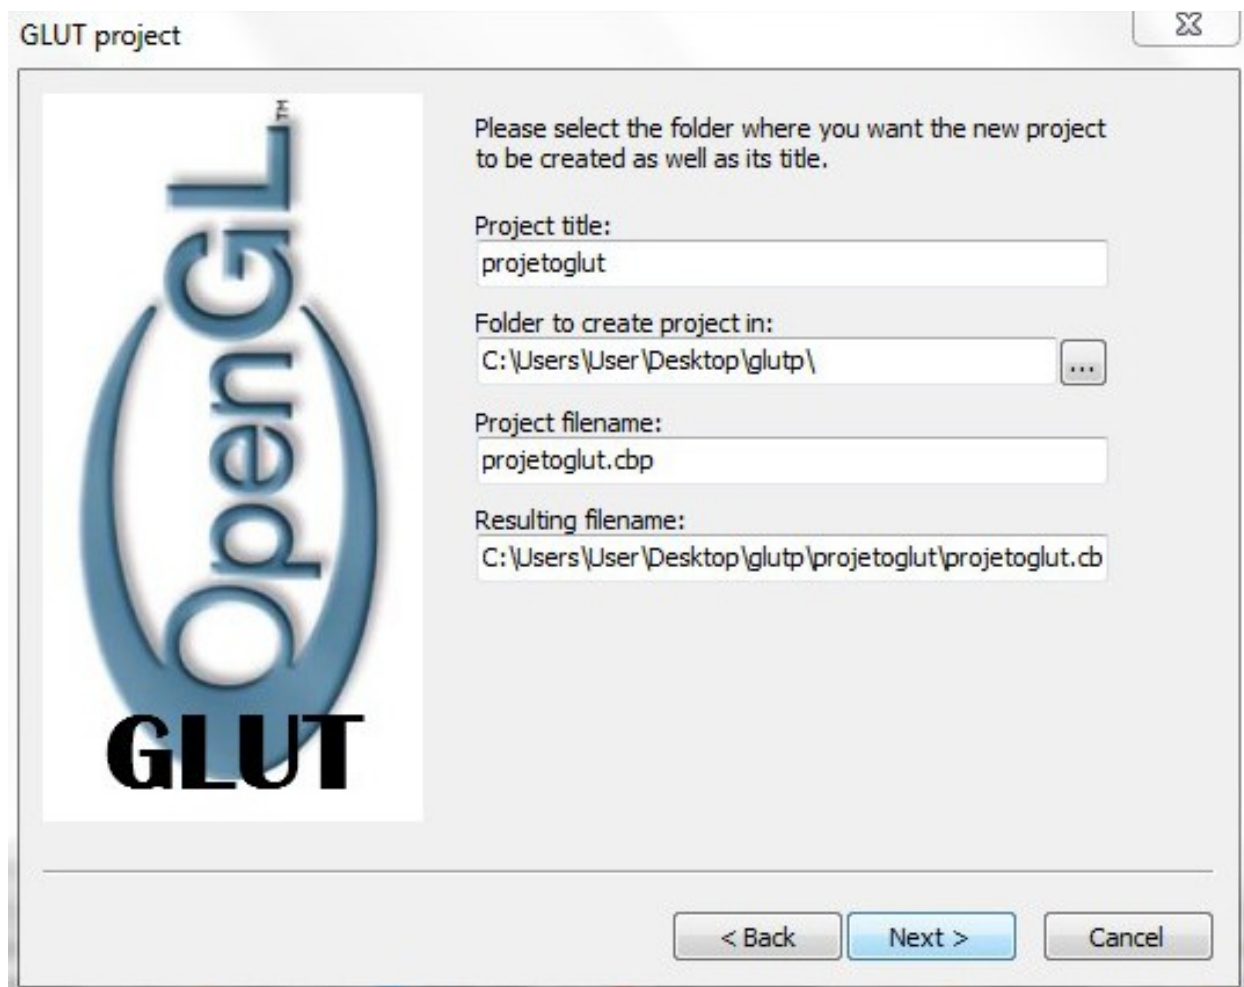 GLUT project
OpenGL™
GLUT
Please select the folder where you want the new project
to be created as well as its title.
Project title:
projetoglut
Folder to create project in:
C:\Users\User\Desktop\glutp\
...
Project filename:
projetoglut.cbp
Resulting filename:
C:\Users\User\Desktop\glutp\projetoglut\projetoglut.cb
< Back
Next >
Cancel